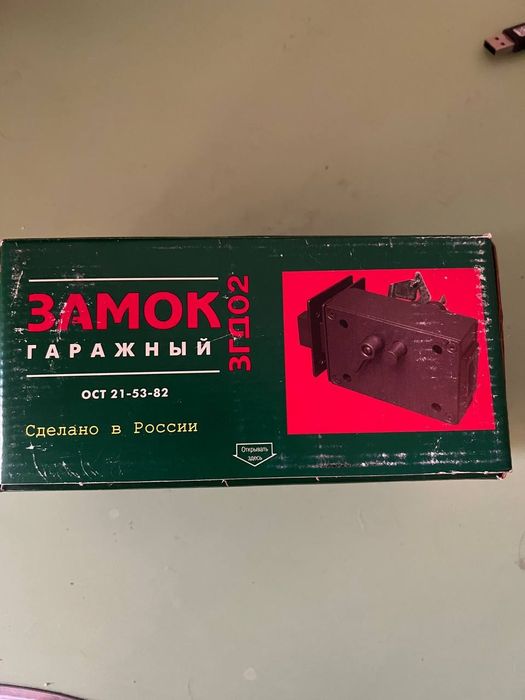 ЗАМОК
ГАРАЖНЫЙ
ЗГД02
ОСТ 21-53-82
Сделано в России
Открывать
здесь